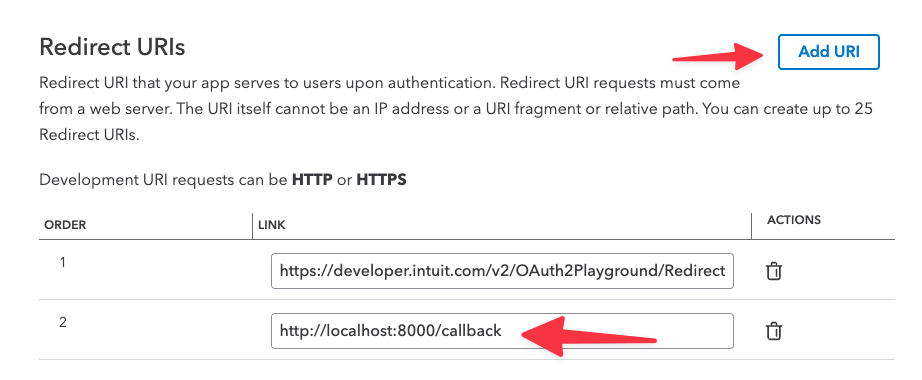 Redirect URIs
Add URI
Redirect URI that your app serves to users upon authentication. Redirect URI requests must come
from a web server. The URI itself cannot be an IP address or a URI fragment or relative path. You can create up to 25
Redirect URIs.
Development URI requests can be HTTP or HTTPS
ORDER LINK ACTIONS
1 https://developer.intuit.com/v2/OAuth2Playground/Redirect
2 http://localhost:8000/callback